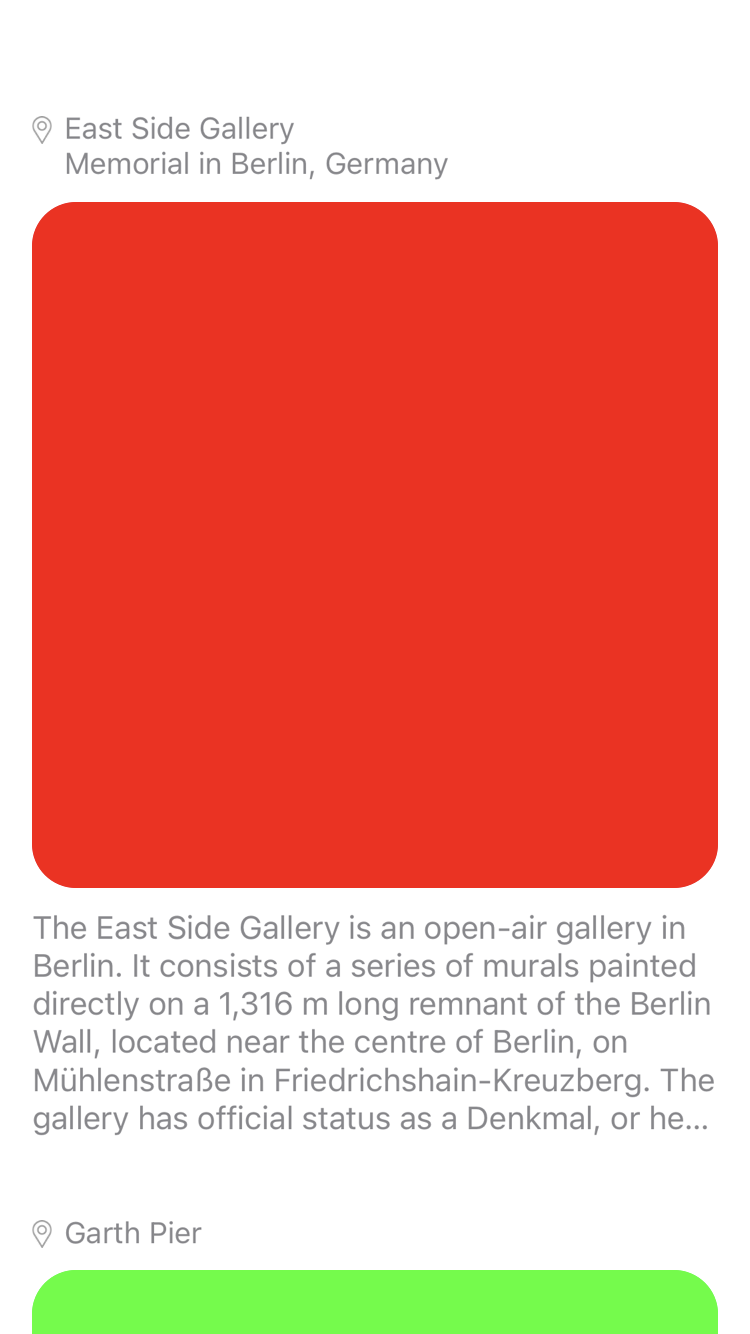 East Side Gallery
Memorial in Berlin, Germany
The East Side Gallery is an open-air gallery in
Berlin. It consists of a series of murals painted
directly on a 1,316 m long remnant of the Berlin
Wall, located near the centre of Berlin, on
Mühlenstraße in Friedrichshain-Kreuzberg. The
gallery has official status as a Denkmal, or he...
Garth Pier